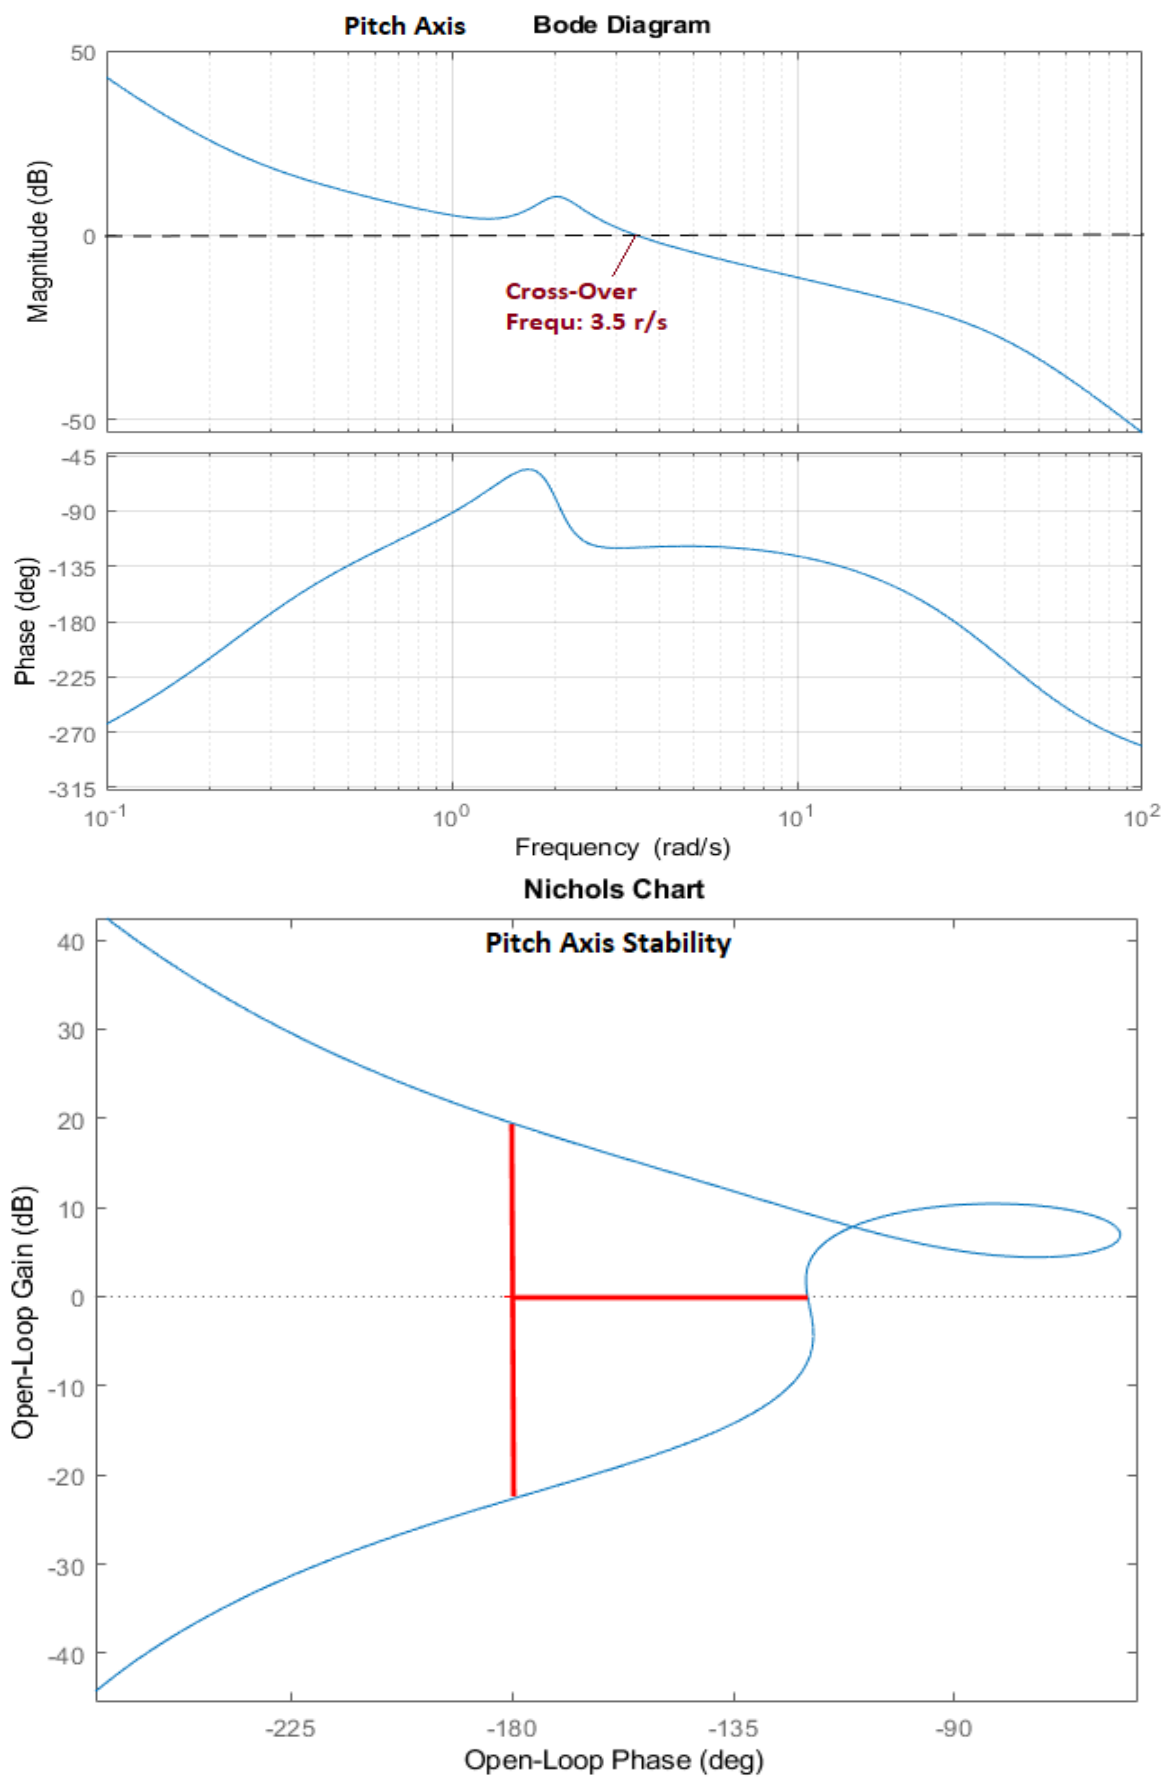 Pitch Axis Bode Diagram
50
0
-50
Magnitude (dB)
Cross-Over
Frequ: 3.5 r/s
-45
-90
-135
-180
-225
-270
-315
Phase (deg)
10-1 100 101 102
Frequency (rad/s)
Nichols Chart
Pitch Axis Stability
40
30
20
10
0
-10
-20
-30
-40
Open-Loop Gain (dB)
-225 -180 -135 -90
Open-Loop Phase (deg)